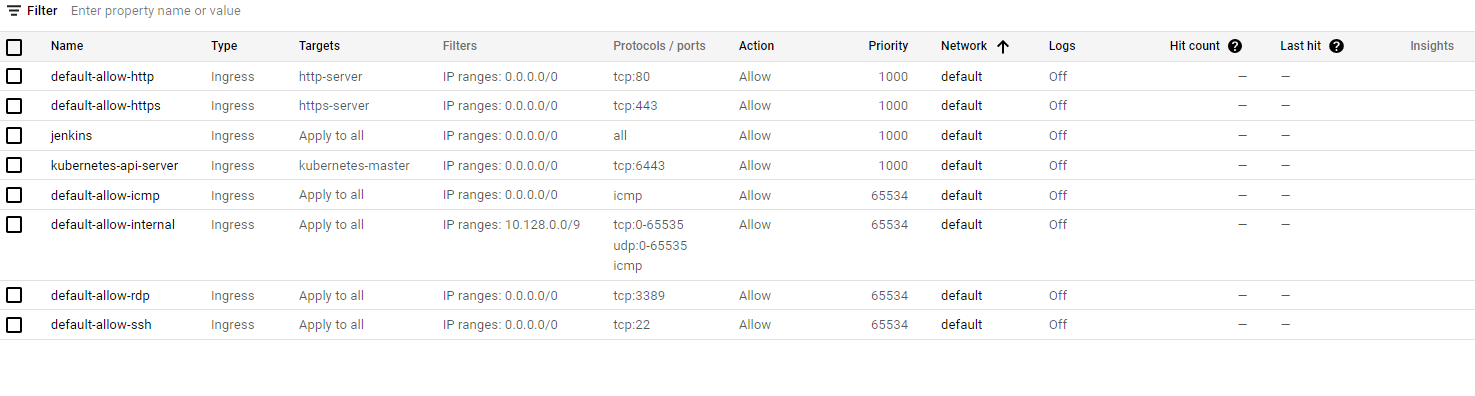 Filter Enter property name or value
Name Type Targets Filters Protocols / ports Action Priority Network Logs Hit count Last hit Insights
default-allow-http Ingress http-server IP ranges: 0.0.0.0/0 tcp:80 Allow 1000 default Off — —
default-allow-https Ingress https-server IP ranges: 0.0.0.0/0 tcp:443 Allow 1000 default Off — —
jenkins Ingress Apply to all IP ranges: 0.0.0.0/0 all Allow 1000 default Off — —
kubernetes-api-server Ingress kubernetes-master IP ranges: 0.0.0.0/0 tcp:6443 Allow 1000 default Off — —
default-allow-icmp Ingress Apply to all IP ranges: 0.0.0.0/0 icmp Allow 65534 default Off — —
default-allow-internal Ingress Apply to all IP ranges: 10.128.0.0/9 tcp:0-65535 Allow 65534 default Off — —
udp:0-65535
icmp
default-allow-rdp Ingress Apply to all IP ranges: 0.0.0.0/0 tcp:3389 Allow 65534 default Off — —
default-allow-ssh Ingress Apply to all IP ranges: 0.0.0.0/0 tcp:22 Allow 65534 default Off — —